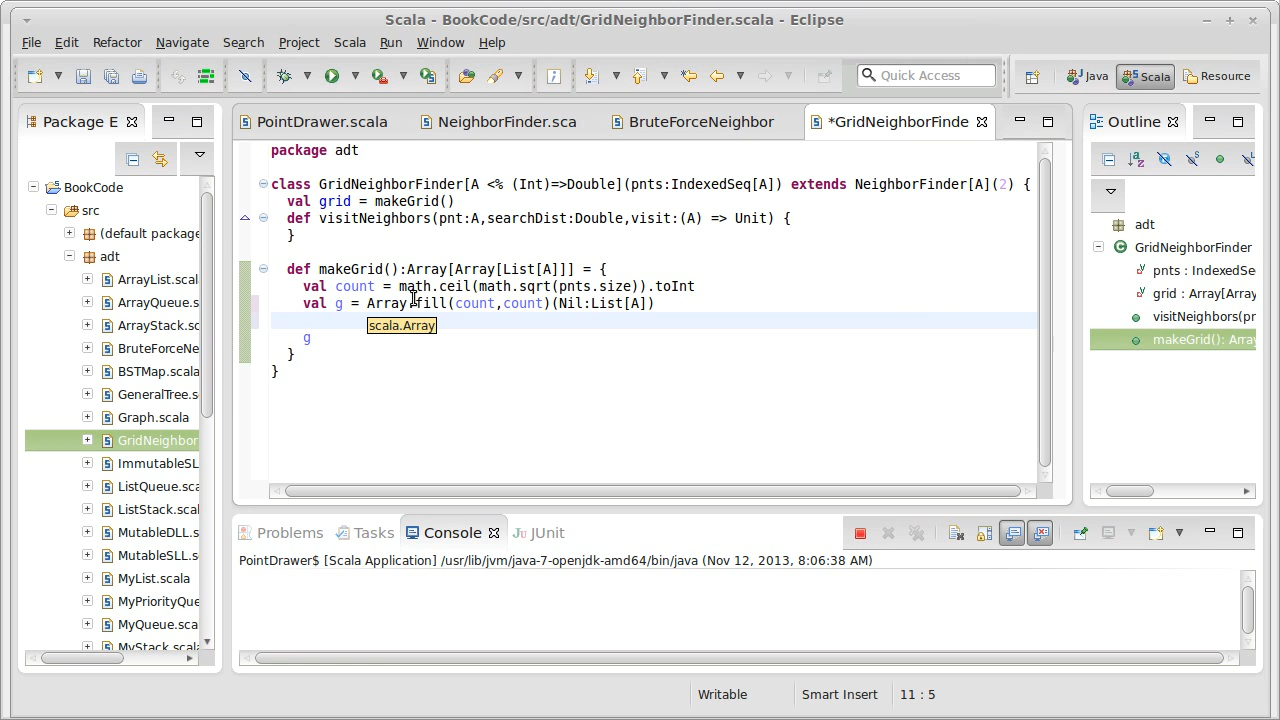 Scala - BookCode/src/adt/GridNeighborFinder.scala - Eclipse
File Edit Refactor Navigate Search Project Scala Run Window Help
Quick Access
Java Scala Resource
Package E
PointDrawer.scala NeighborFinder.sca BruteForceNeighbor *GridNeighborFinde
Outline
BookCode
src
(default package
adt
ArrayList.scal
ArrayQueue.s
ArrayStack.sc
BruteForceNe
BSTMap.scala
GeneralTree.s
Graph.scala
GridNeighbor
ImmutableSL
ListQueue.sca
ListStack.scal
MutableDLL.s
MutableSLL.s
MyList.scala
MyPriorityQue
MyQueue.sca
MyStack.scala
package adt
class GridNeighborFinder[A <% (Int)=>Double](pnts:IndexedSeq[A]) extends NeighborFinder[A](2) {
val grid = makeGrid()
def visitNeighbors(pnt:A,searchDist:Double,visit:(A) => Unit) {
}
def makeGrid():Array[Array[List[A]]] = {
val count = math.ceil(math.sqrt(pnts.size)).toInt
val g = Array.fill(count,count)(Nil:List[A])
scala.Array
g
}
}
adt
GridNeighborFinder
pnts : IndexedSe
grid : Array[Array
visitNeighbors(pr
makeGrid(): Array
Problems Tasks Console JUnit
PointDrawer$ [Scala Application] /usr/lib/jvm/java-7-openjdk-amd64/bin/java (Nov 12, 2013, 8:06:38 AM)
Writable Smart Insert 11 : 5